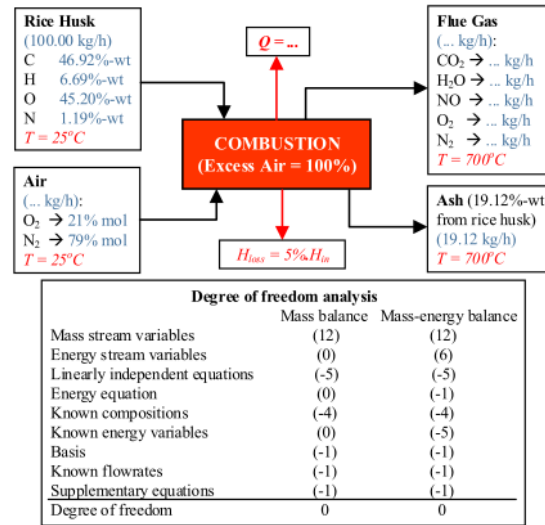 Rice Husk
(100.00 kg/h)
C 46.92%-wt
H 6.69%-wt
O 45.20%-wt
N 1.19%-wt
T = 25°C
Air
(... kg/h):
O₂ → 21% mol
N₂ → 79% mol
T = 25°C
Q = ...
COMBUSTION
(Excess Air = 100%)
H_loss = 5%.H_in
Flue Gas
(... kg/h):
CO₂ → ... kg/h
H₂O → ... kg/h
NO → ... kg/h
O₂ → ... kg/h
N₂ → ... kg/h
T = 700°C
Ash (19.12%-wt
from rice husk)
(19.12 kg/h)
T = 700°C
Degree of freedom analysis
Mass balance Mass-energy balance
Mass stream variables (12) (12)
Energy stream variables (0) (6)
Linearly independent equations (-5) (-5)
Energy equation (0) (-1)
Known compositions (-4) (-4)
Known energy variables (0) (-5)
Basis (-1) (-1)
Known flowrates (-1) (-1)
Supplementary equations (-1) (-1)
Degree of freedom 0 0